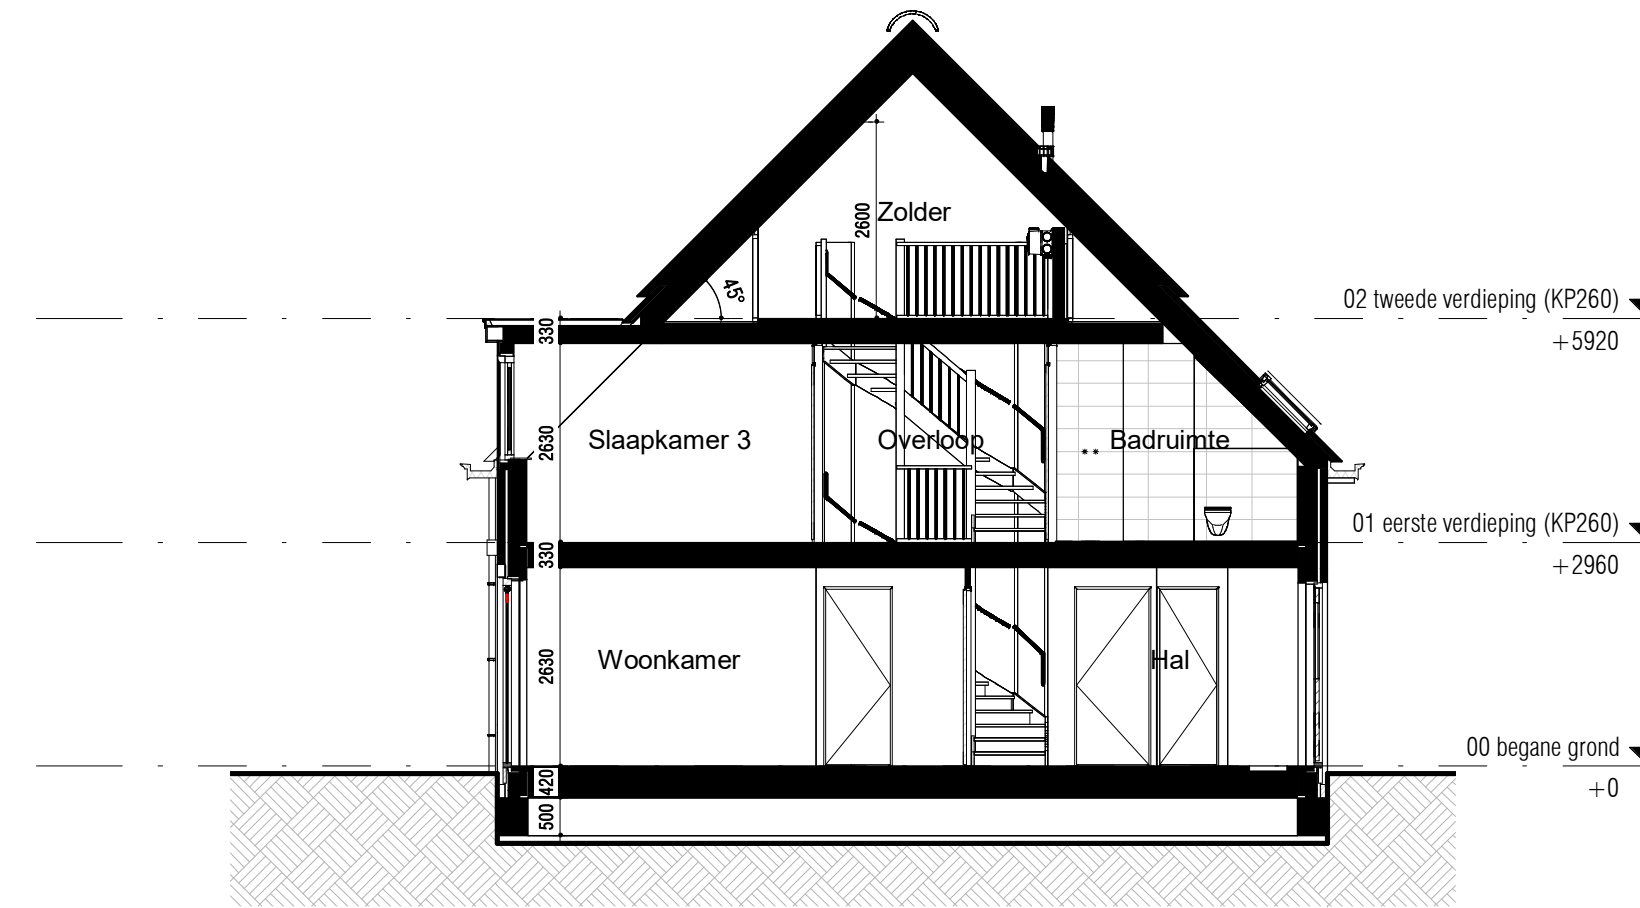 Zolder
2600
45°
02 tweede verdieping (KP260)
+5920
330
2630
Slaapkamer 3
Overloop
Badruimte
01 eerste verdieping (KP260)
+2960
330
2630
Woonkamer
Hal
00 begane grond
+0
420
500